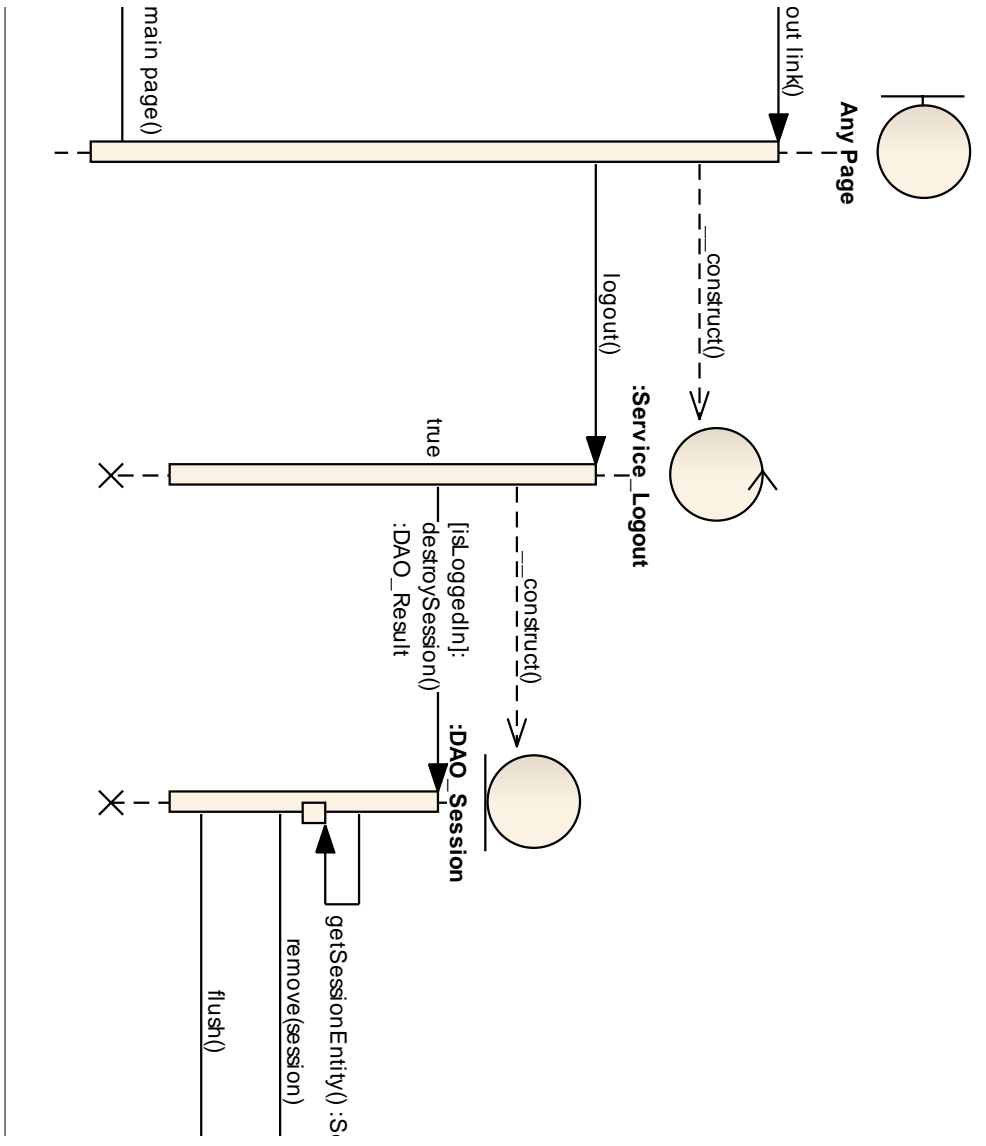 Any Page
:Service_Logout
:DAO_Session
out link()
__construct()
logout()
__construct()
true
[isLoggedIn]:
destroySession()
:DAO_Result
getSessionEntity() :Se
remove(session)
flush()
main page()